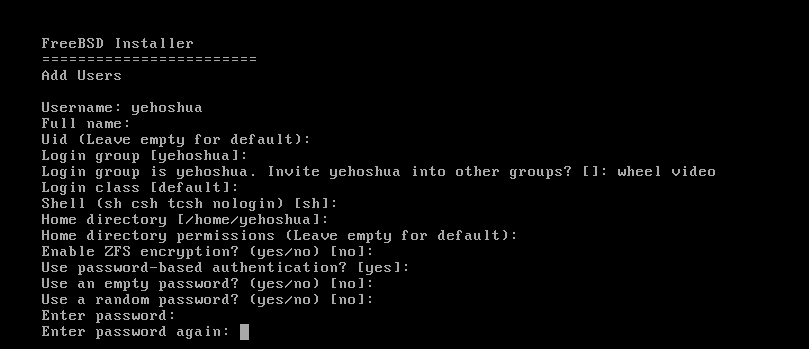 FreeBSD Installer
========================
Add Users
Username: yehoshua
Full name:
Uid (Leave empty for default):
Login group [yehoshua]:
Login group is yehoshua. Invite yehoshua into other groups? []: wheel video
Login class [default]:
Shell (sh csh tcsh nologin) [sh]:
Home directory [/home/yehoshua]:
Home directory permissions (Leave empty for default):
Enable ZFS encryption? (yes/no) [no]:
Use password-based authentication? [yes]:
Use an empty password? (yes/no) [no]:
Use a random password? (yes/no) [no]:
Enter password:
Enter password again: